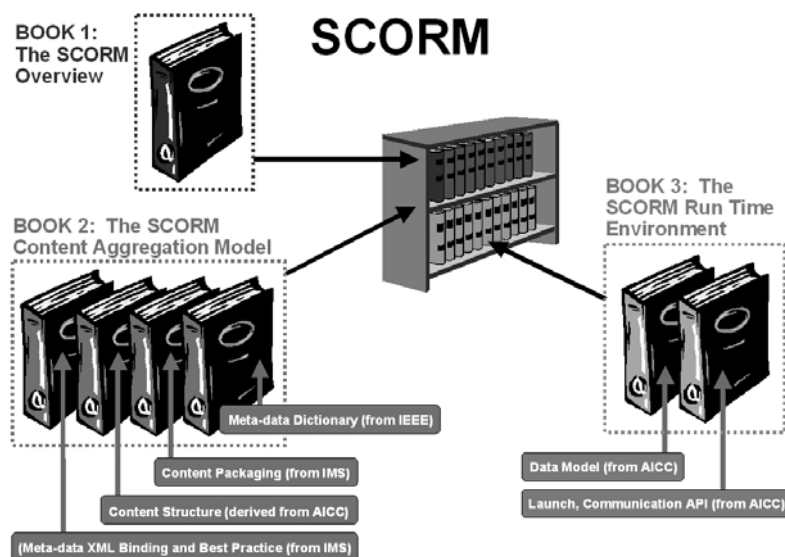 SCORM
BOOK 1:
The SCORM
Overview
BOOK 2: The SCORM
Content Aggregation Model
BOOK 3: The
SCORM Run Time
Environment
Meta-data Dictionary (from IEEE)
Content Packaging (from IMS)
Content Structure (derived from AICC)
(Meta-data XML Binding and Best Practice (from IMS)
Data Model (from AICC)
Launch, Communication API (from AICC)